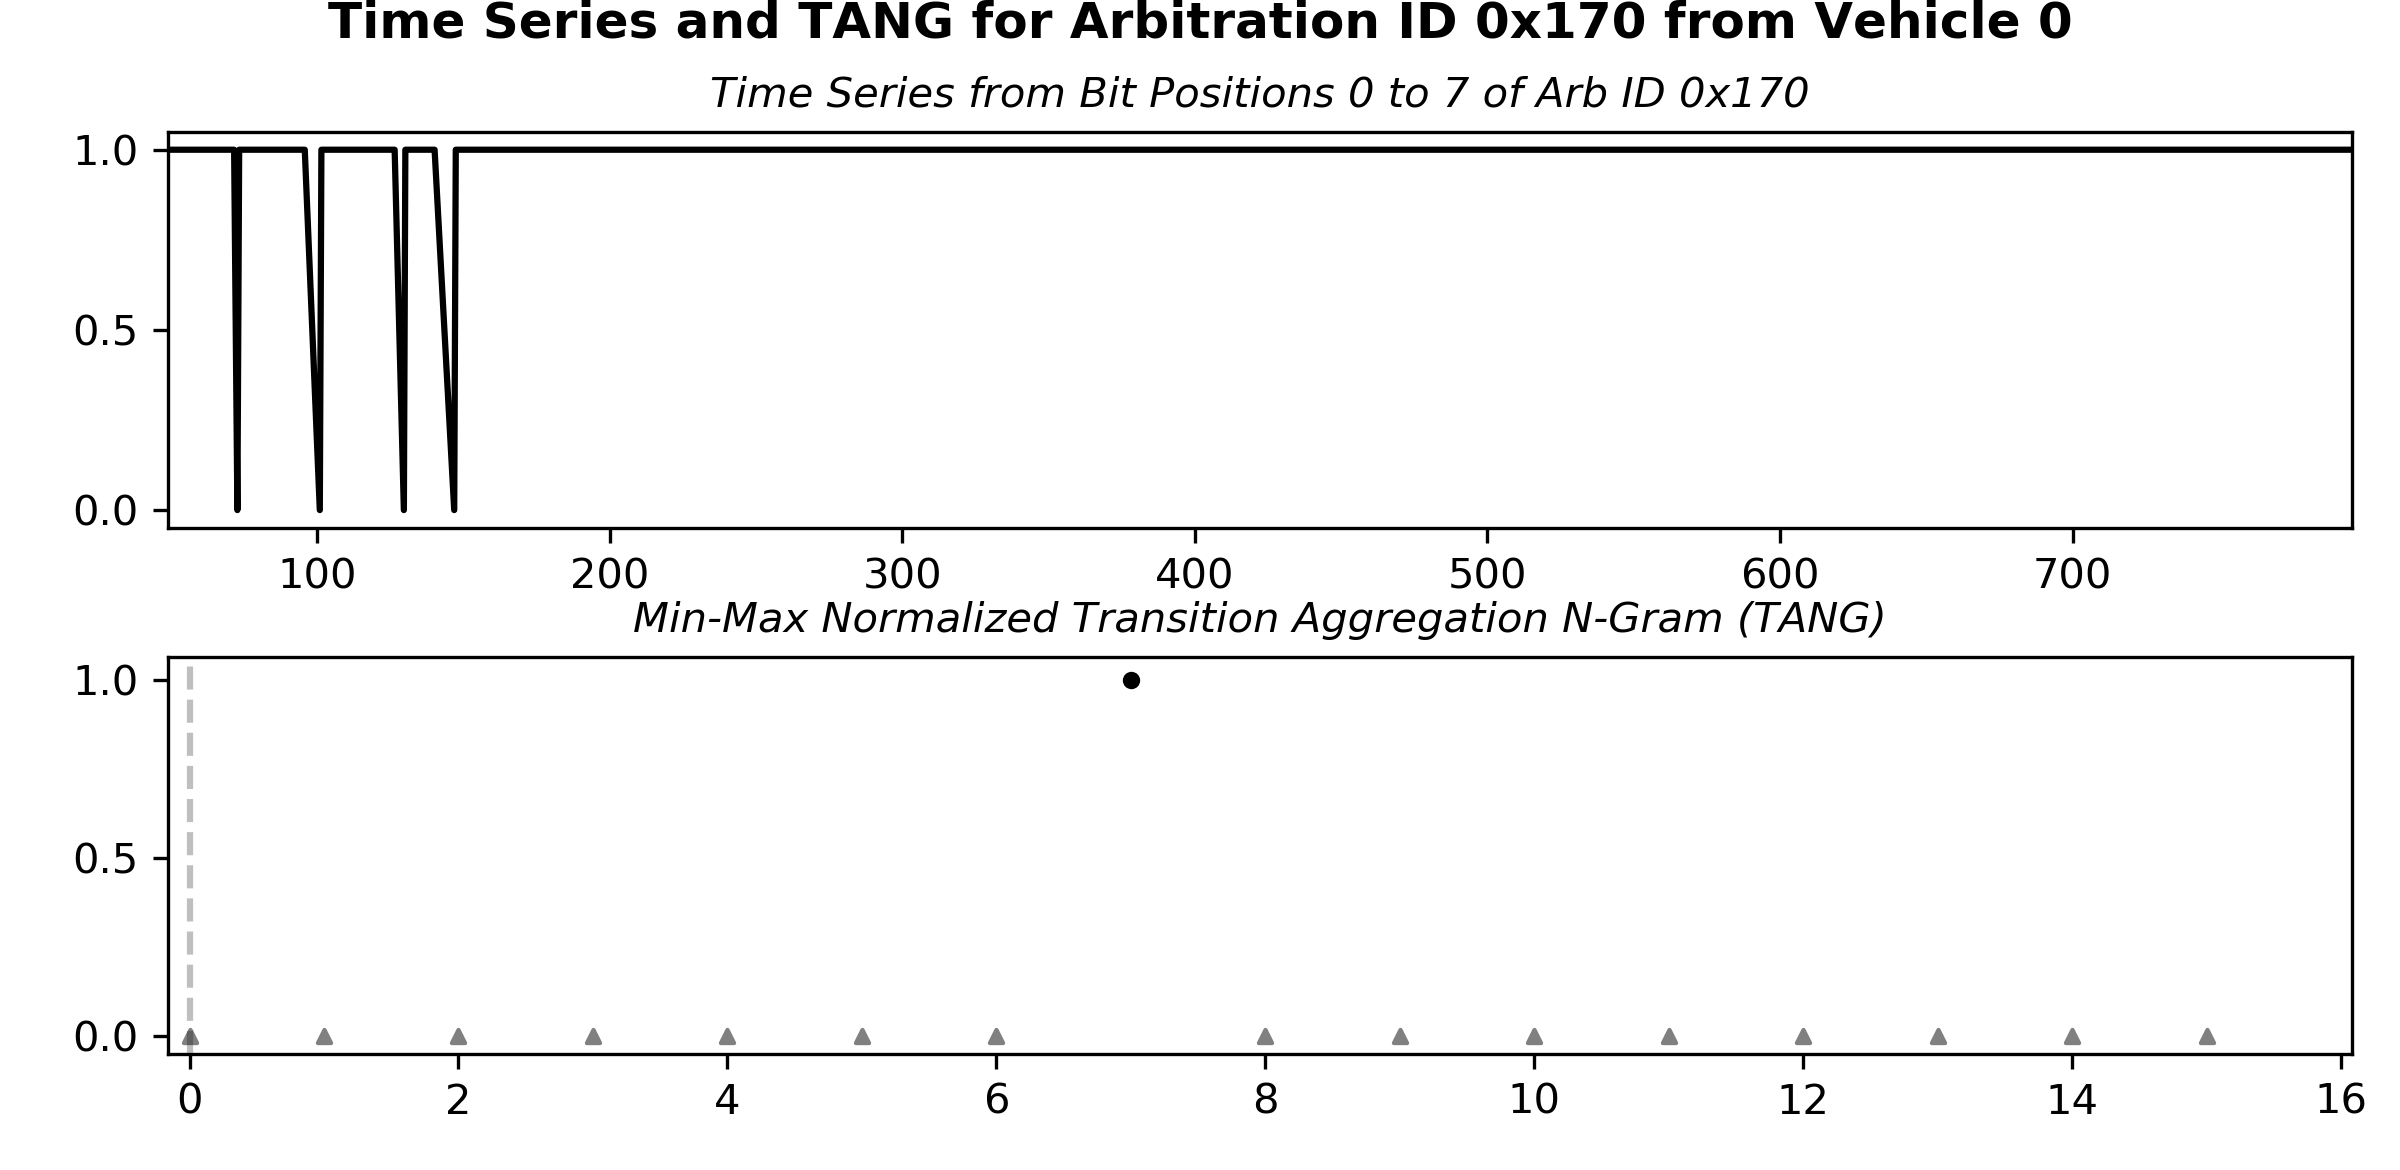 Time Series and TANG for Arbitration ID 0x170 from Vehicle 0
Time Series from Bit Positions 0 to 7 of Arb ID 0x170
1.0
0.5
0.0
100 200 300 400 500 600 700
Min-Max Normalized Transition Aggregation N-Gram (TANG)
1.0
0.5
0.0
0 2 4 6 8 10 12 14 16